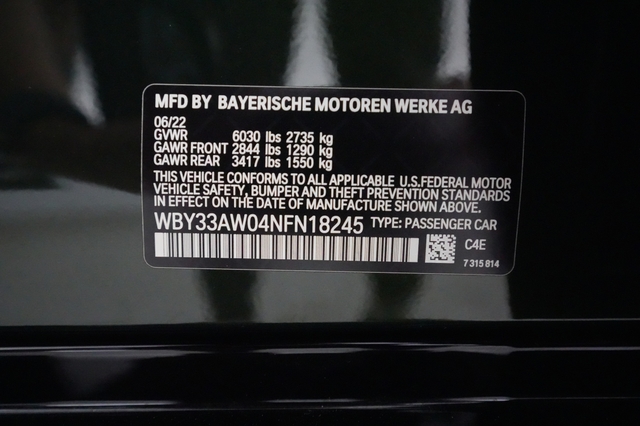 MFD BY BAYERISCHE MOTOREN WERKE AG
06/22
GVWR 6030 lbs 2735 kg
GAWR FRONT 2844 lbs 1290 kg
GAWR REAR 3417 lbs 1550 kg
THIS VEHICLE CONFORMS TO ALL APPLICABLE U.S.FEDERAL MOTOR
VEHICLE SAFETY, BUMPER AND THEFT PREVENTION STANDARDS
IN EFFECT ON THE DATE OF MANUFACTURE SHOWN ABOVE.
WBY33AW04NFN18245 TYPE: PASSENGER CAR
C4E
7 315 814